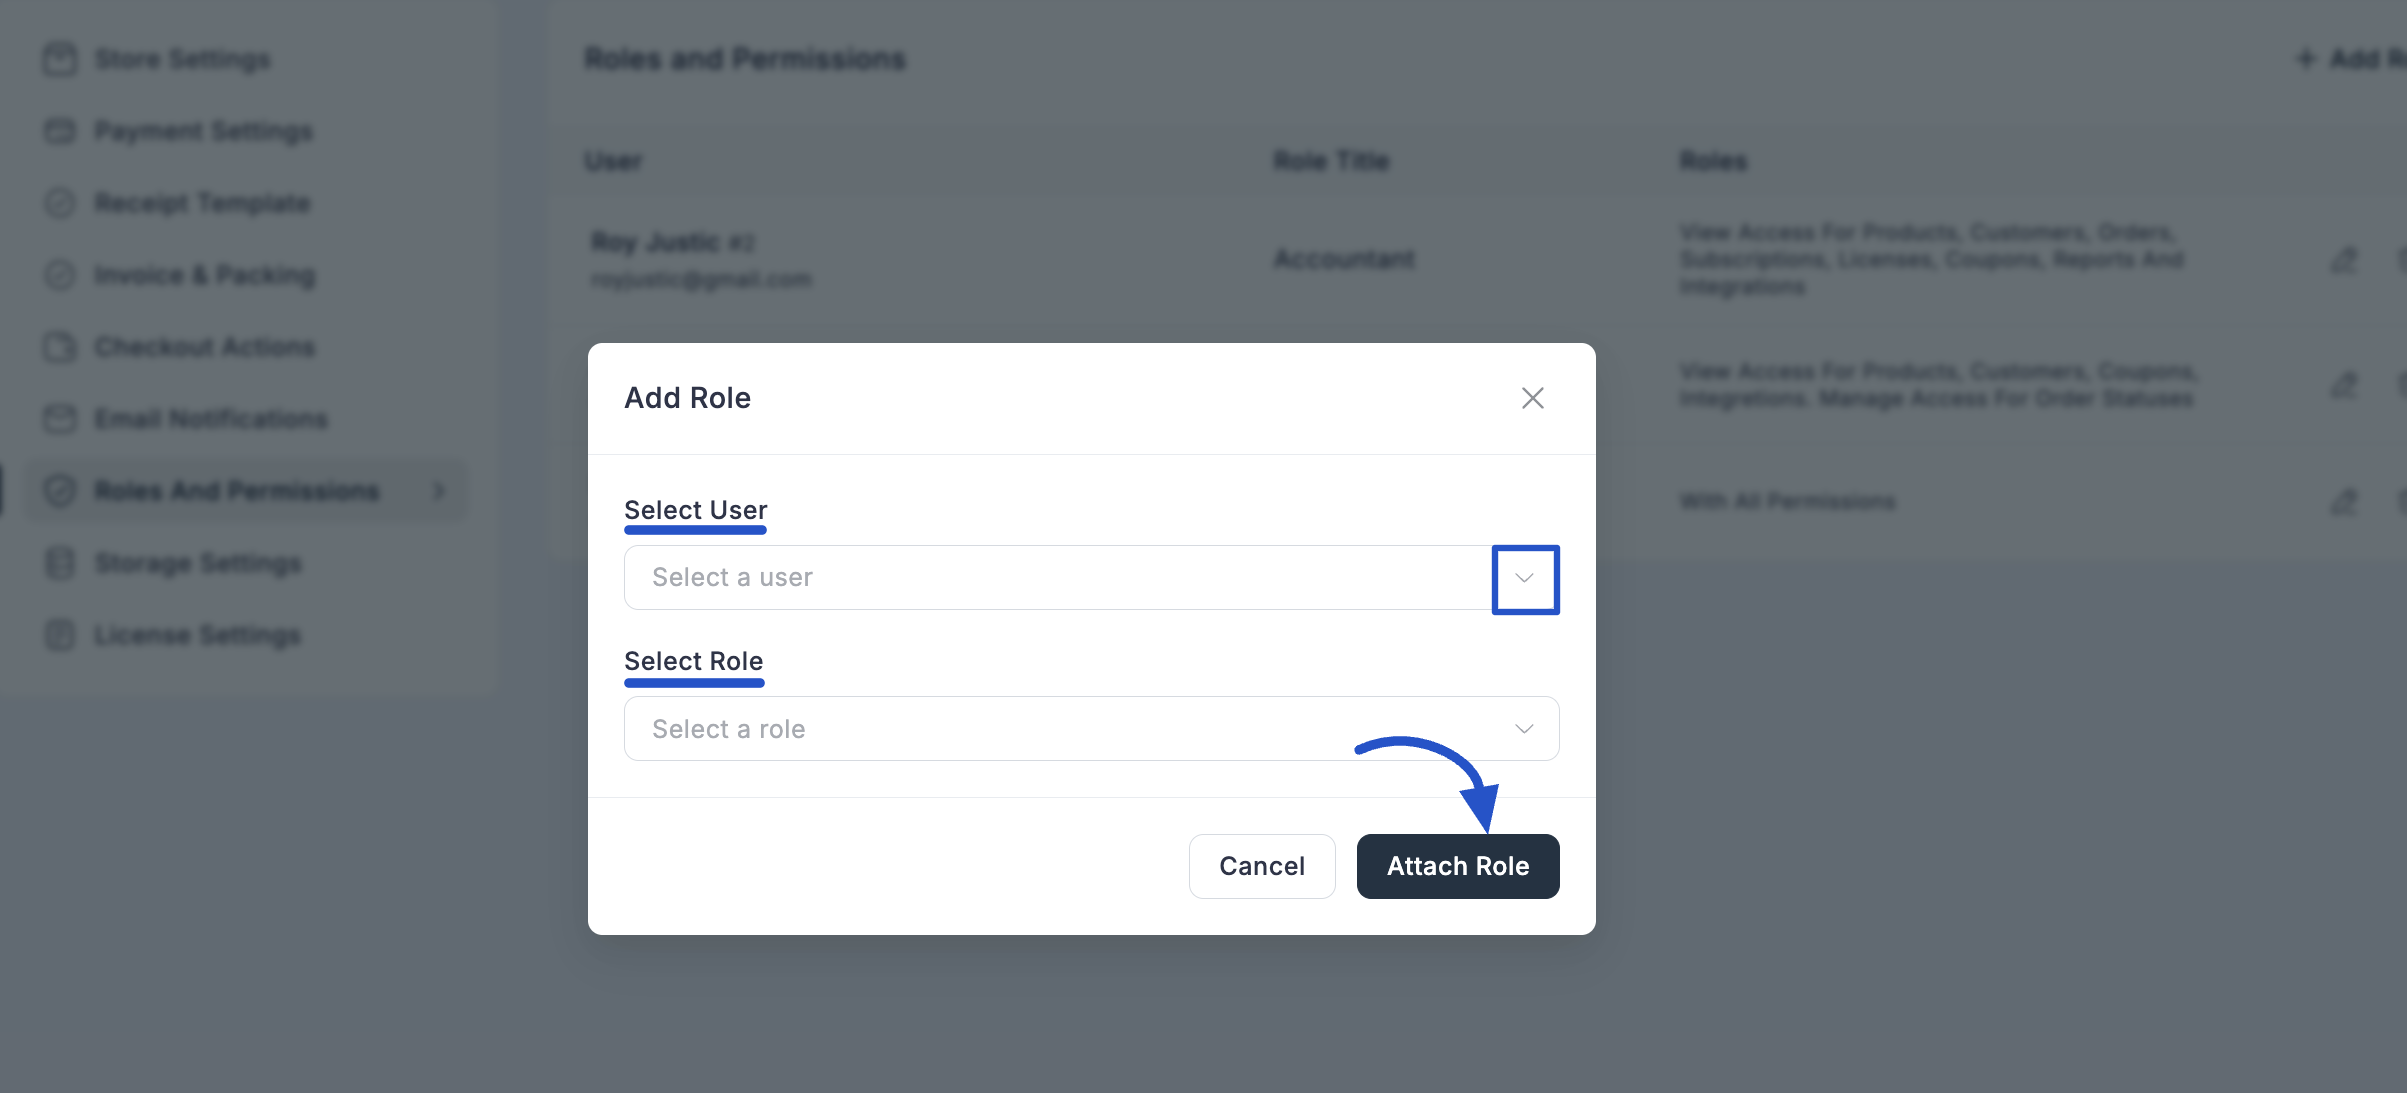 Store Settings
Payment Settings
Receipt Template
Invoice & Packing
Checkout Actions
Email Notifications
Roles And Permissions
Storage Settings
License Settings
Roles and Permissions
+ Add
User
Role Title
Roles
Roy Justic #2
royjustic@gmail.com
Accountant
View Access For Products, Customers, Orders,
Subscriptions, Licenses, Coupons, Reports And
Integrations
View Access For Products, Customers, Coupons,
Integrations. Manage Access For Order Statuses
With All Permissions
Add Role
Select User
Select a user
Select Role
Select a role
Cancel
Attach Role